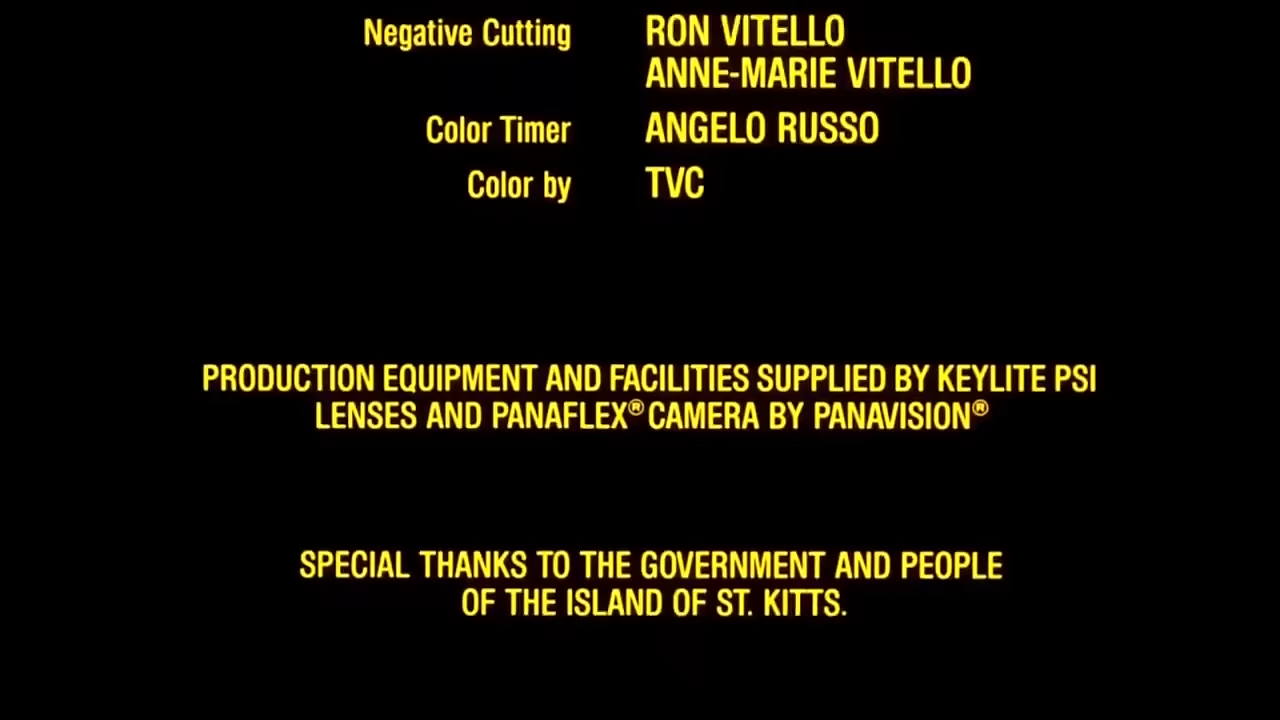 Negative Cutting RON VITELLO
ANNE-MARIE VITELLO
Color Timer ANGELO RUSSO
Color by TVC
PRODUCTION EQUIPMENT AND FACILITIES SUPPLIED BY KEYLITE PSI
LENSES AND PANAFLEX® CAMERA BY PANAVISION®
SPECIAL THANKS TO THE GOVERNMENT AND PEOPLE
OF THE ISLAND OF ST. KITTS.